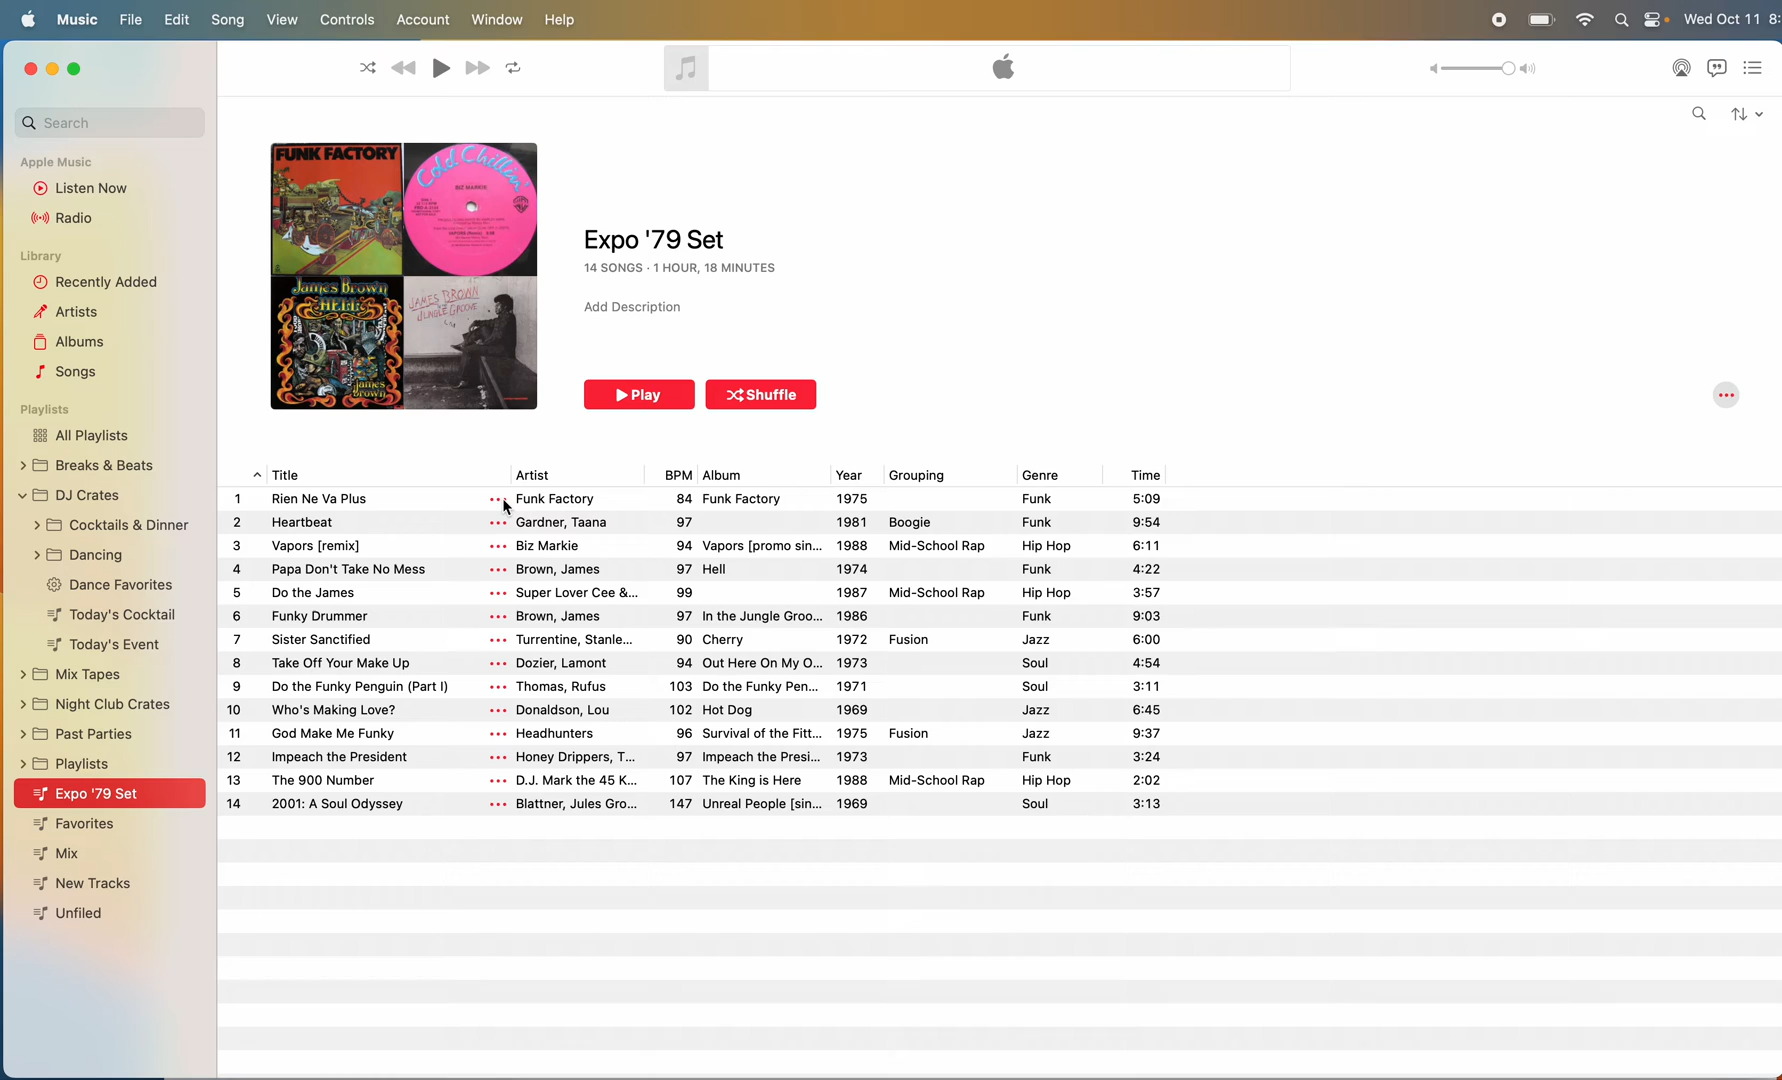 Music File Edit Song View Controls Account Window Help Wed Oct 11 8:
Search
Apple Music
Listen Now
Radio
Library
Recently Added
Artists
Albums
Songs
Playlists
All Playlists
Breaks & Beats
DJ Crates
Cocktails & Dinner
Dancing
Dance Favorites
Today's Cocktail
Today's Event
Mix Tapes
Night Club Crates
Past Parties
Playlists
Expo '79 Set
Favorites
Mix
New Tracks
Unfiled
FUNK FACTORY
Cold Chillin'
BIZ MARKIE
James Brown
HELL
James Brown
JAMES BROWN
IN THE JUNGLE GROOVE
Expo '79 Set
14 SONGS · 1 HOUR, 18 MINUTES
Add Description
Play Shuffle
Title Artist BPM Album Year Grouping Genre Time
1 Rien Ne Va Plus ••• Funk Factory 84 Funk Factory 1975 Funk 5:09
2 Heartbeat ••• Gardner, Taana 97 1981 Boogie Funk 9:54
3 Vapors [remix] ••• Biz Markie 94 Vapors [promo sin... 1988 Mid-School Rap Hip Hop 6:11
4 Papa Don't Take No Mess ••• Brown, James 97 Hell 1974 Funk 4:22
5 Do the James ••• Super Lover Cee &... 99 1987 Mid-School Rap Hip Hop 3:57
6 Funky Drummer ••• Brown, James 97 In the Jungle Groo... 1986 Funk 9:03
7 Sister Sanctified ••• Turrentine, Stanle... 90 Cherry 1972 Fusion Jazz 6:00
8 Take Off Your Make Up ••• Dozier, Lamont 94 Out Here On My O... 1973 Soul 4:54
9 Do the Funky Penguin (Part I) ••• Thomas, Rufus 103 Do the Funky Pen... 1971 Soul 3:11
10 Who's Making Love? ••• Donaldson, Lou 102 Hot Dog 1969 Jazz 6:45
11 God Make Me Funky ••• Headhunters 96 Survival of the Fitt... 1975 Fusion Jazz 9:37
12 Impeach the President ••• Honey Drippers, T... 97 Impeach the Presi... 1973 Funk 3:24
13 The 900 Number ••• D.J. Mark the 45 K... 107 The King is Here 1988 Mid-School Rap Hip Hop 2:02
14 2001: A Soul Odyssey ••• Blattner, Jules Gro... 147 Unreal People [sin... 1969 Soul 3:13